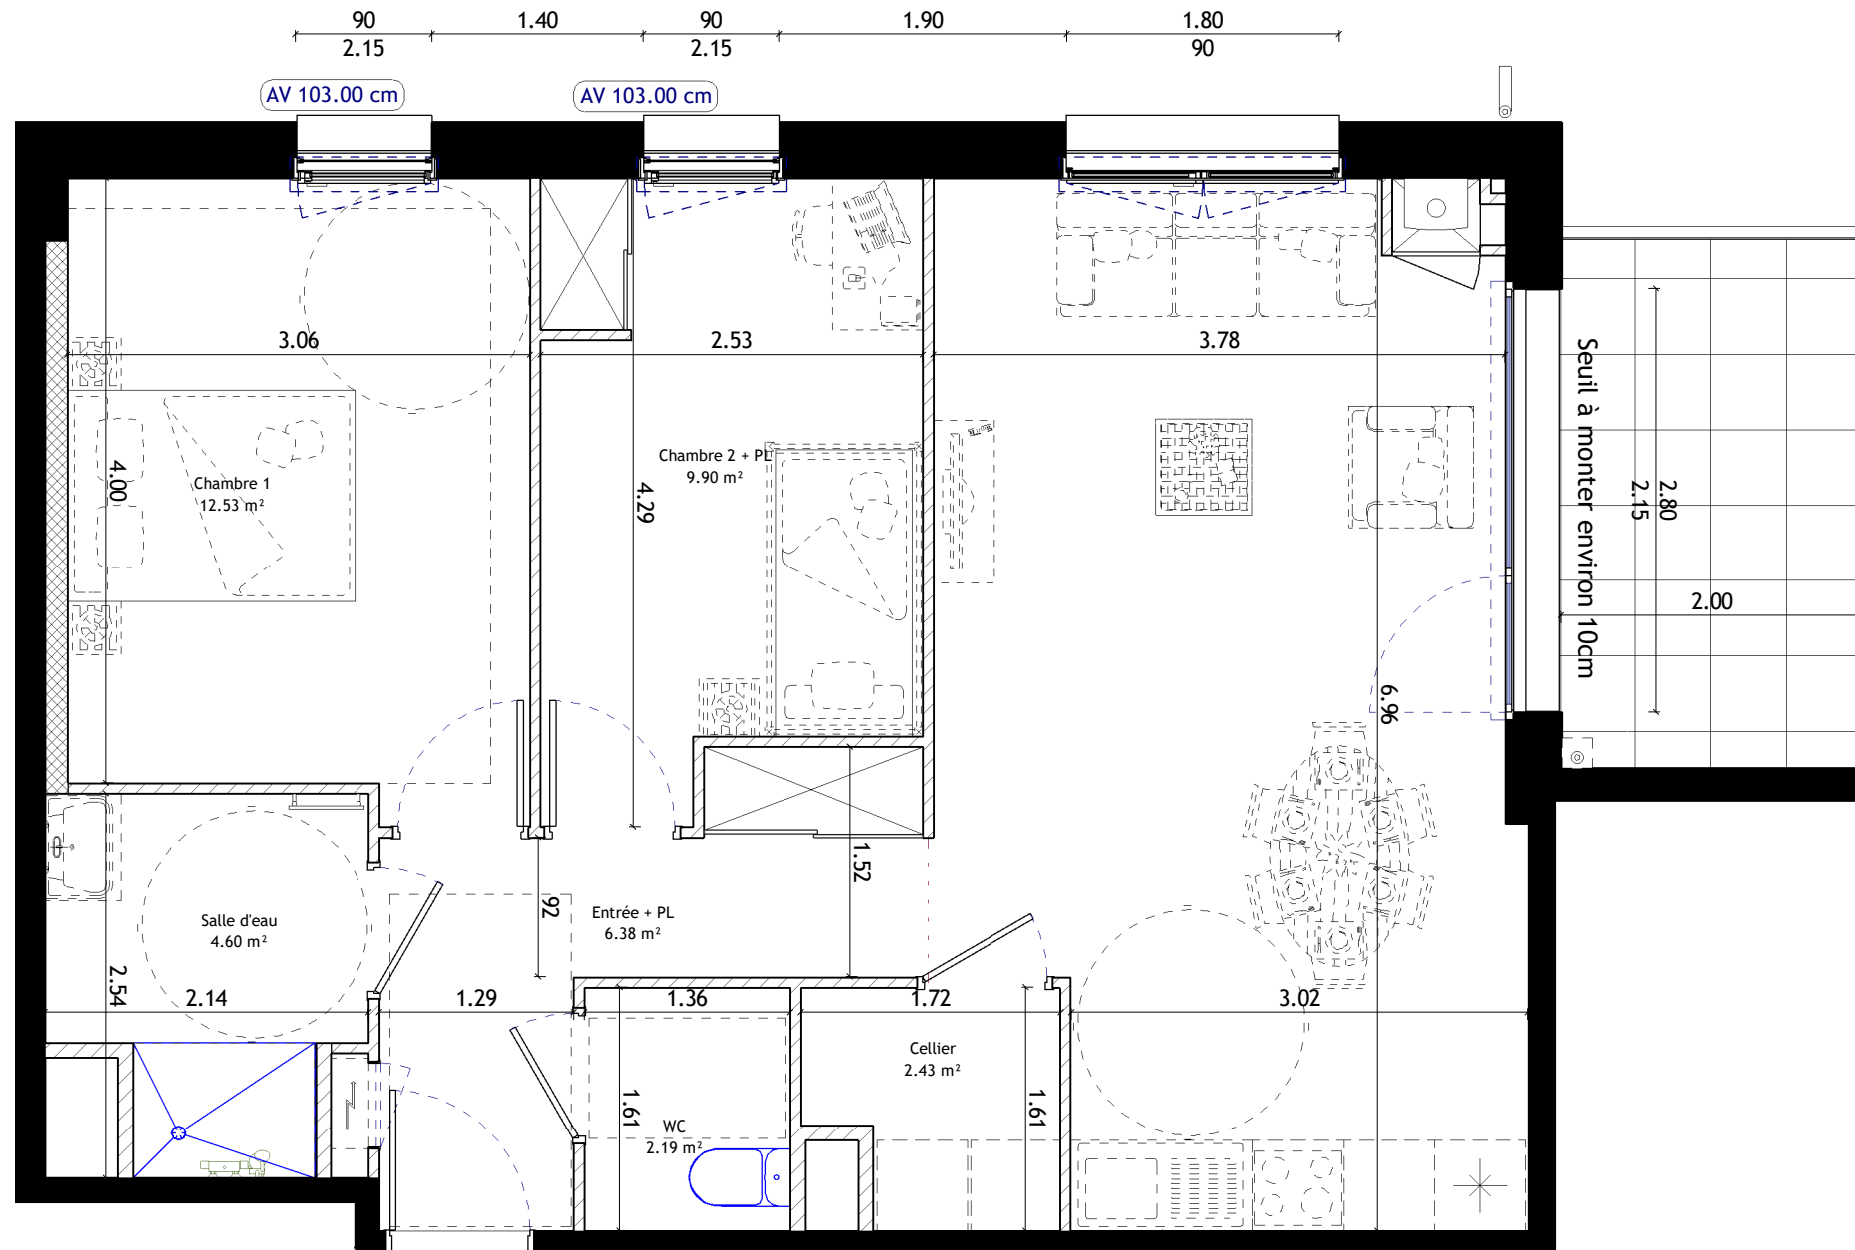 90
1.40
90
1.90
1.80
2.15
2.15
90
AV 103.00 cm
AV 103.00 cm
3.06
2.53
3.78
Seuil à monter environ 10cm
2.80
2.15
2.00
Chambre 1
12.53 m²
4.00
Chambre 2 + PL
9.90 m²
4.29
6.96
1.52
92
Entrée + PL
6.38 m²
Salle d'eau
4.60 m²
2.54
2.14
1.29
1.36
1.72
3.02
Cellier
2.43 m²
1.61
WC
2.19 m²
1.61